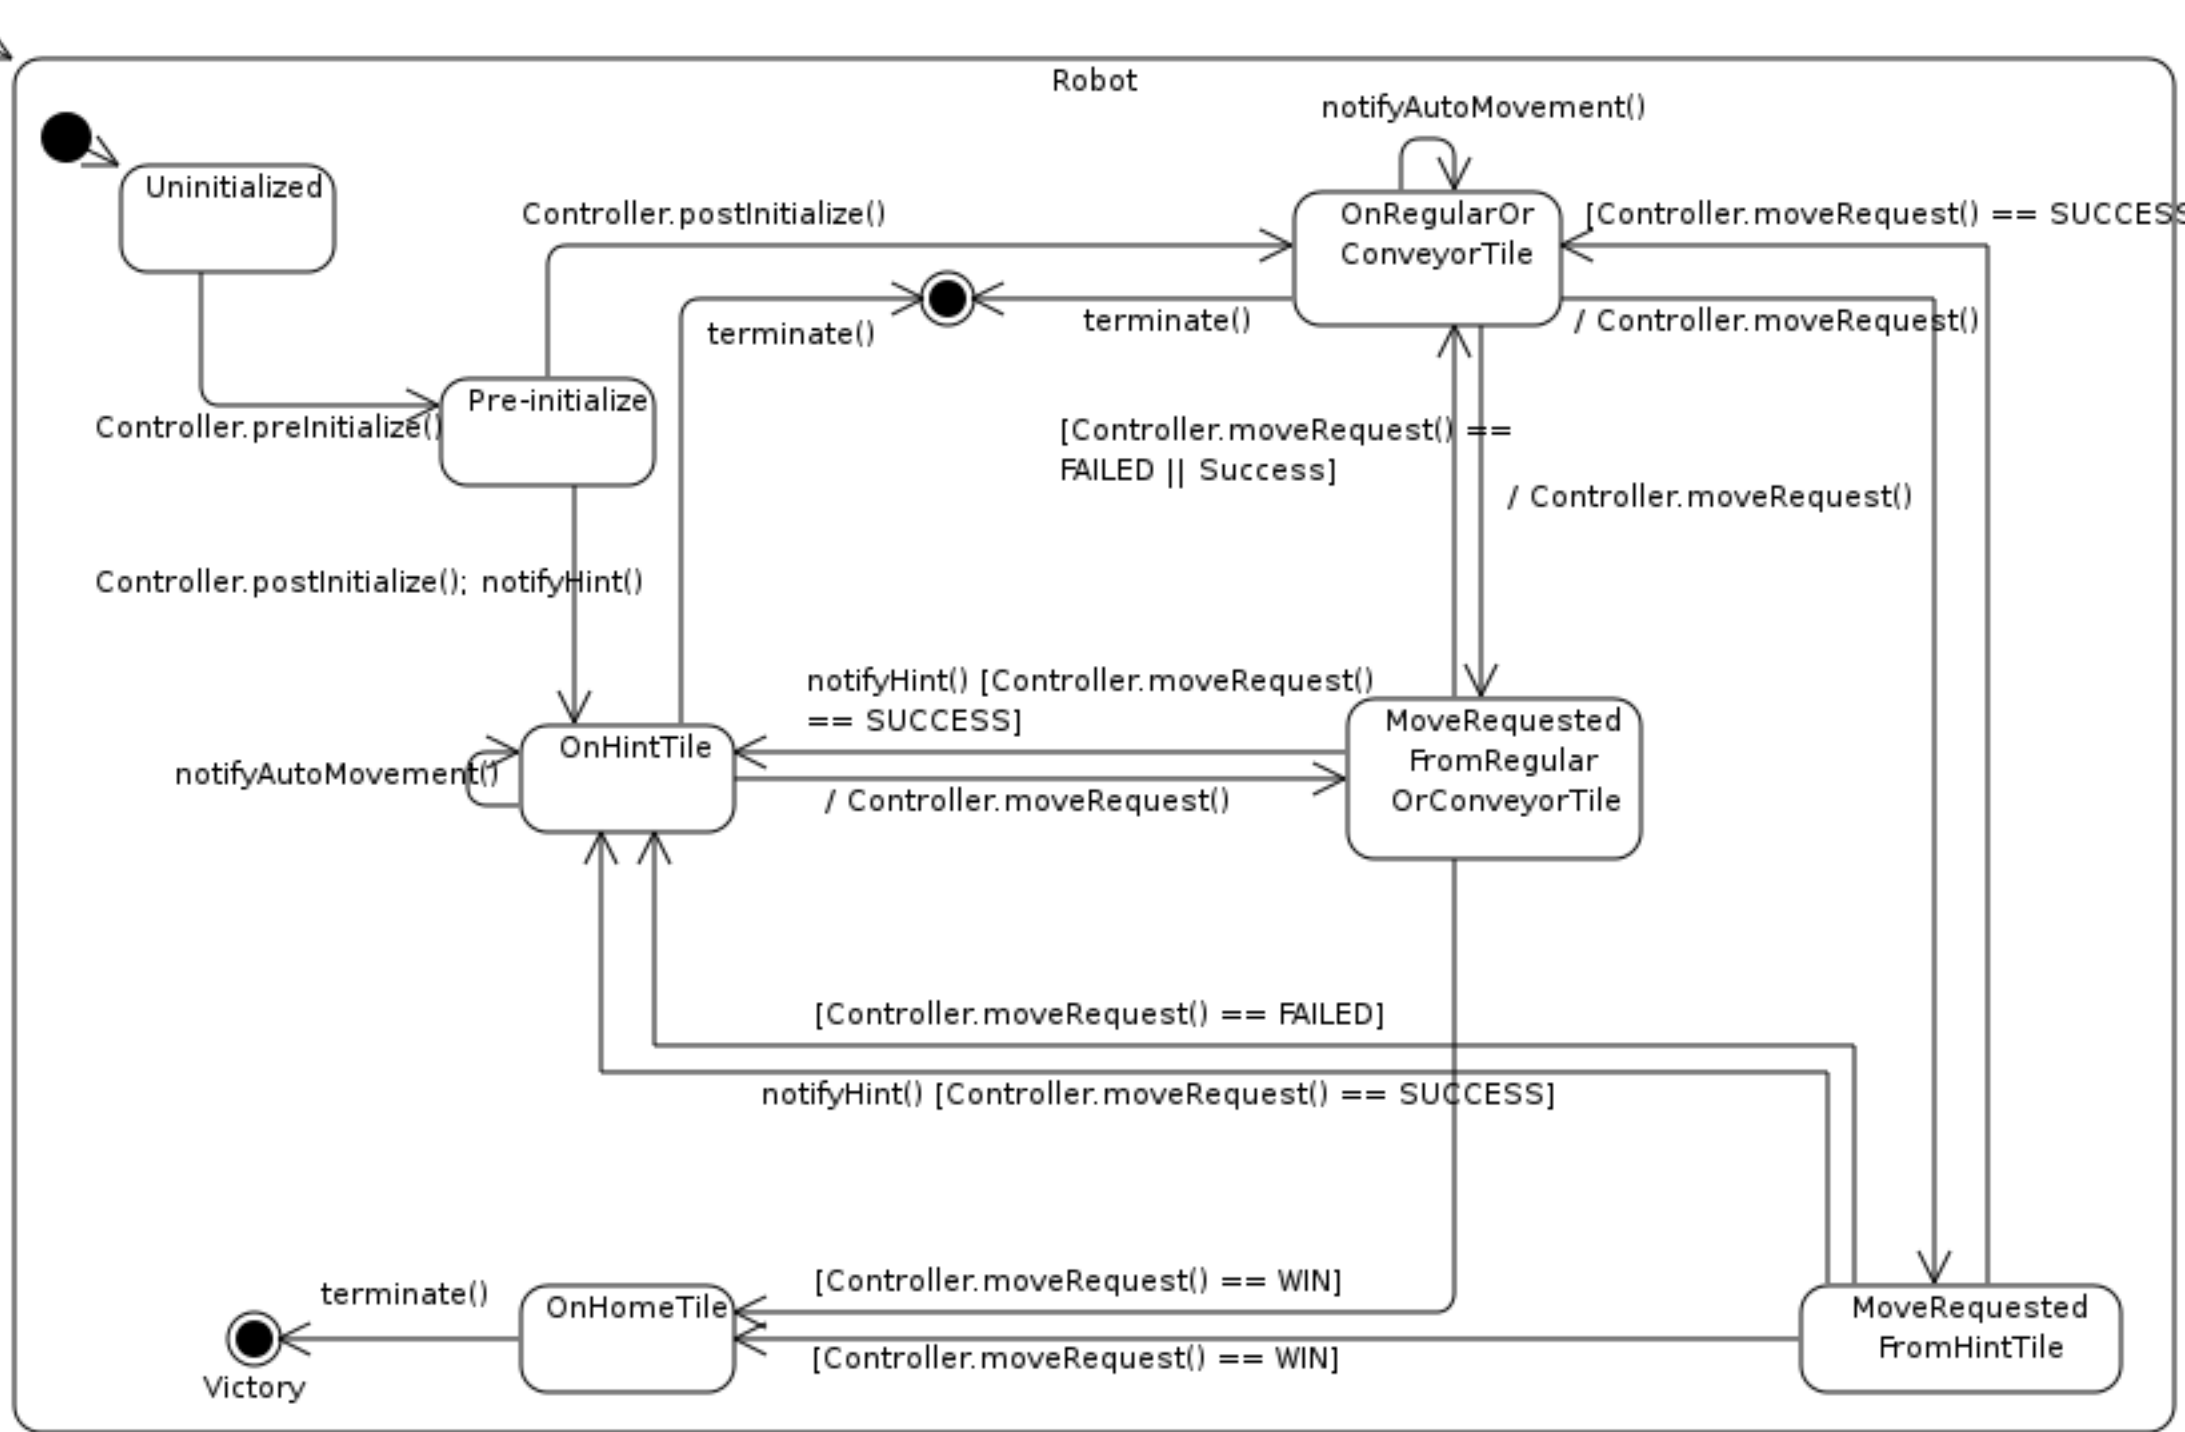 Robot
notifyAutoMovement()
Uninitialized
Controller.postInitialize()
OnRegularOr
ConveyorTile
[Controller.moveRequest() == SUCCESS
terminate()
terminate()
/ Controller.moveRequest()
Pre-initialize
Controller.preInitialize()
[Controller.moveRequest() ==
FAILED || Success]
/ Controller.moveRequest()
Controller.postInitialize(); notifyHint()
notifyHint() [Controller.moveRequest()
== SUCCESS]
OnHintTile
MoveRequested
FromRegular
OrConveyorTile
notifyAutoMovement()
/ Controller.moveRequest()
[Controller.moveRequest() == FAILED]
notifyHint() [Controller.moveRequest() == SUCCESS]
terminate()
[Controller.moveRequest() == WIN]
OnHomeTile
MoveRequested
FromHintTile
[Controller.moveRequest() == WIN]
Victory